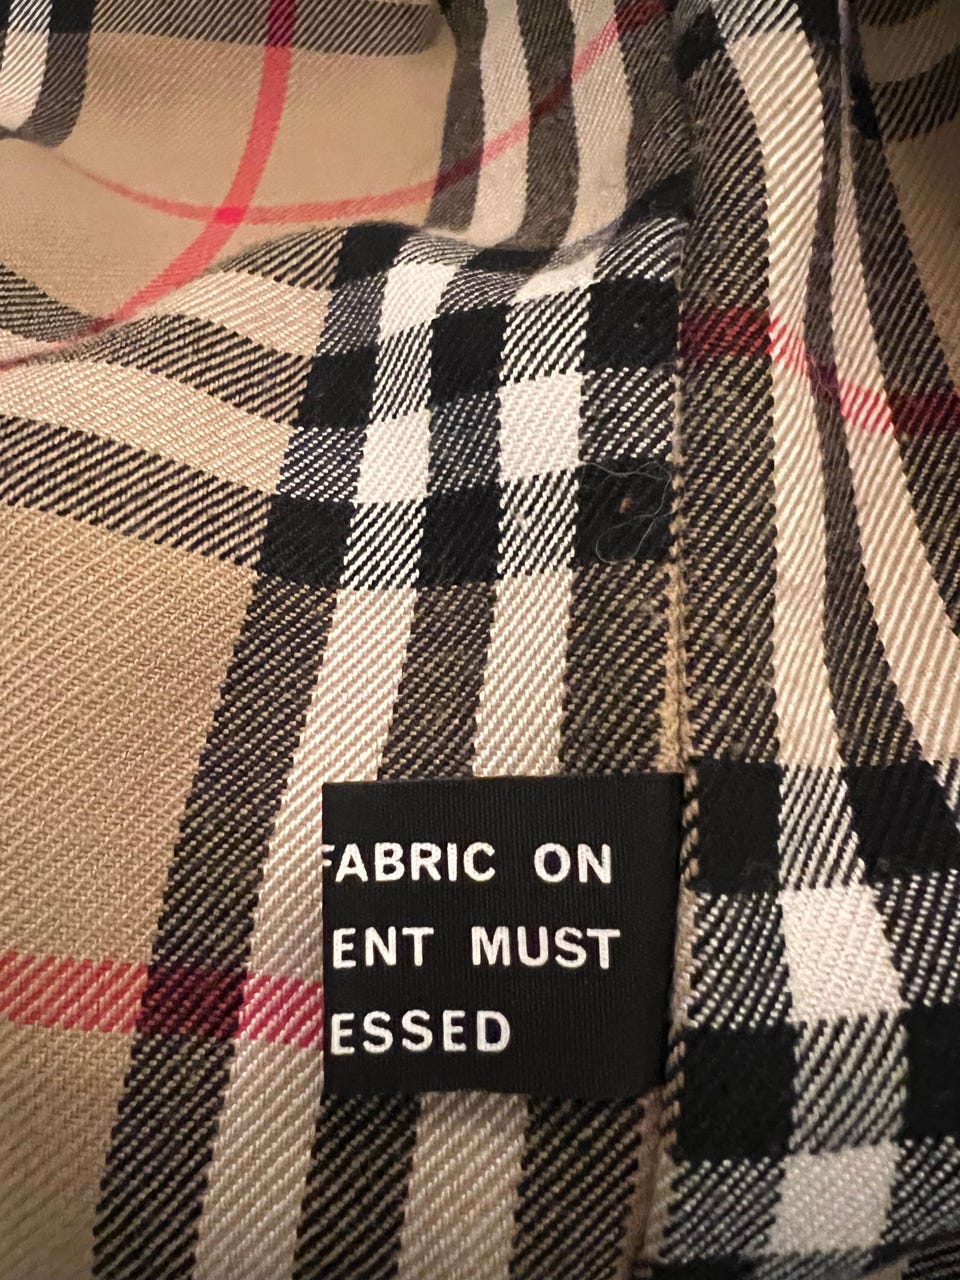 FABRIC ON
ENT MUST
ESSED